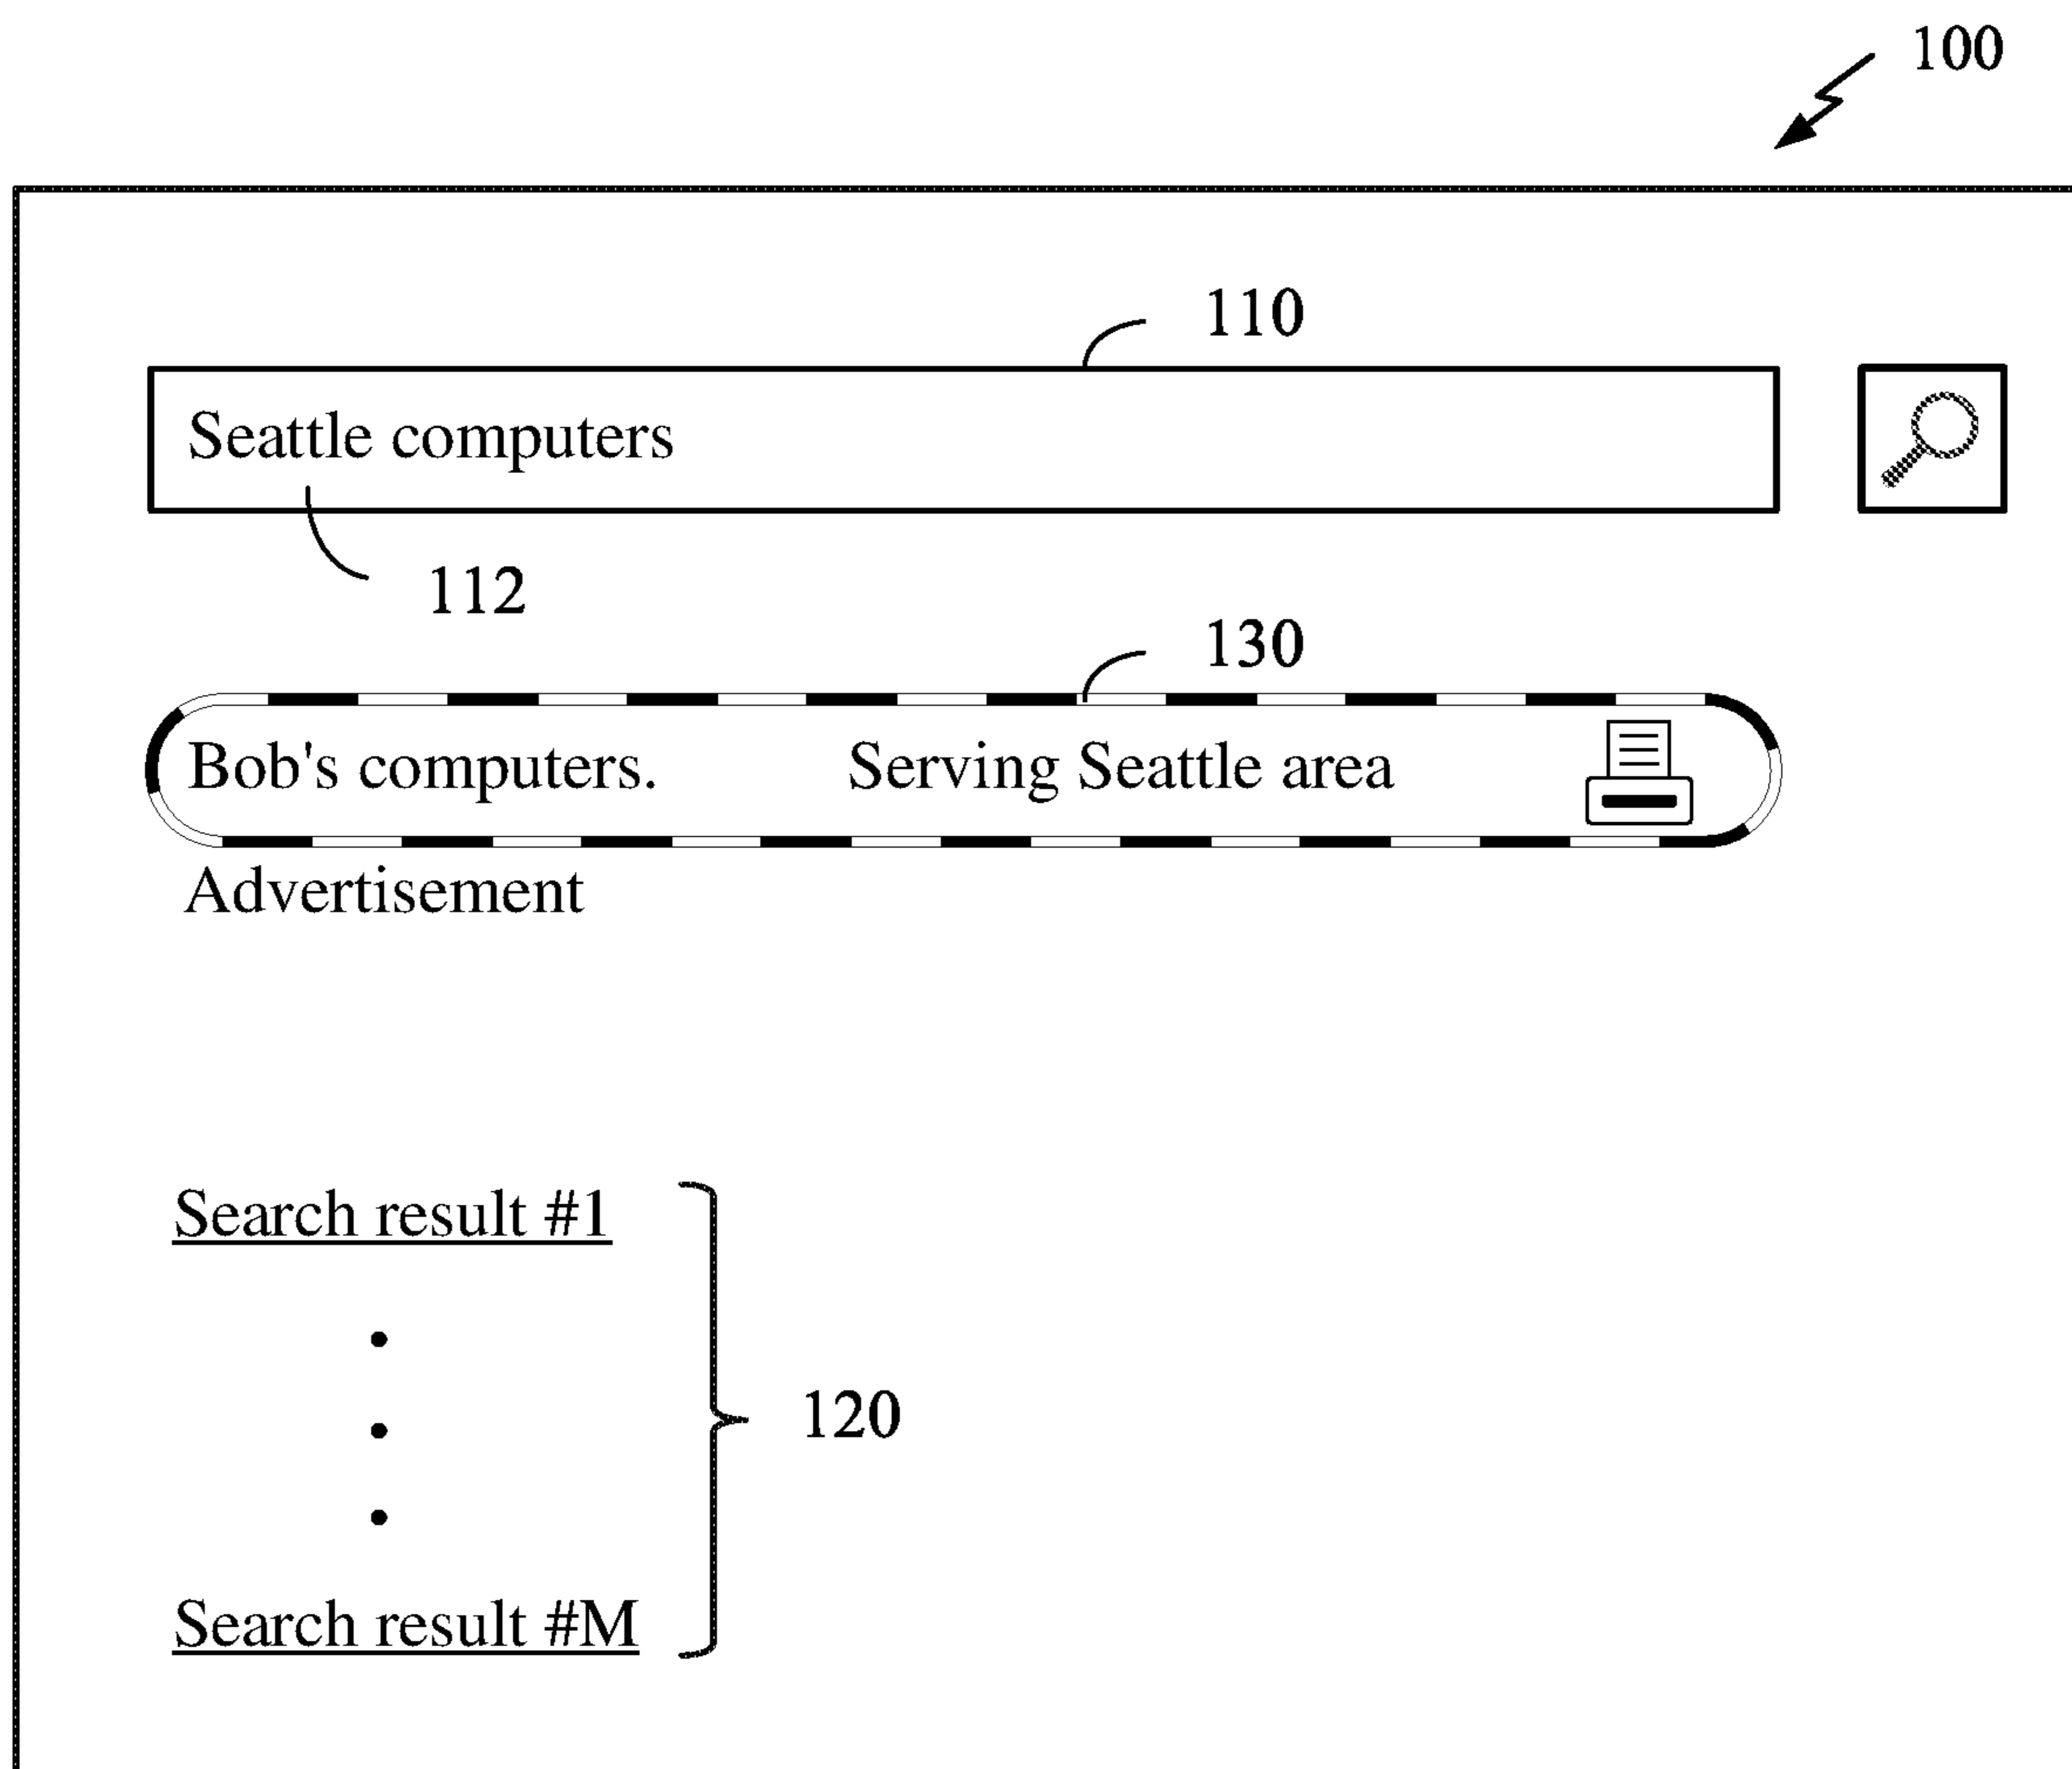 100
110
Seattle computers
112
130
Bob's computers. Serving Seattle area
Advertisement
Search result #1
120
Search result #M